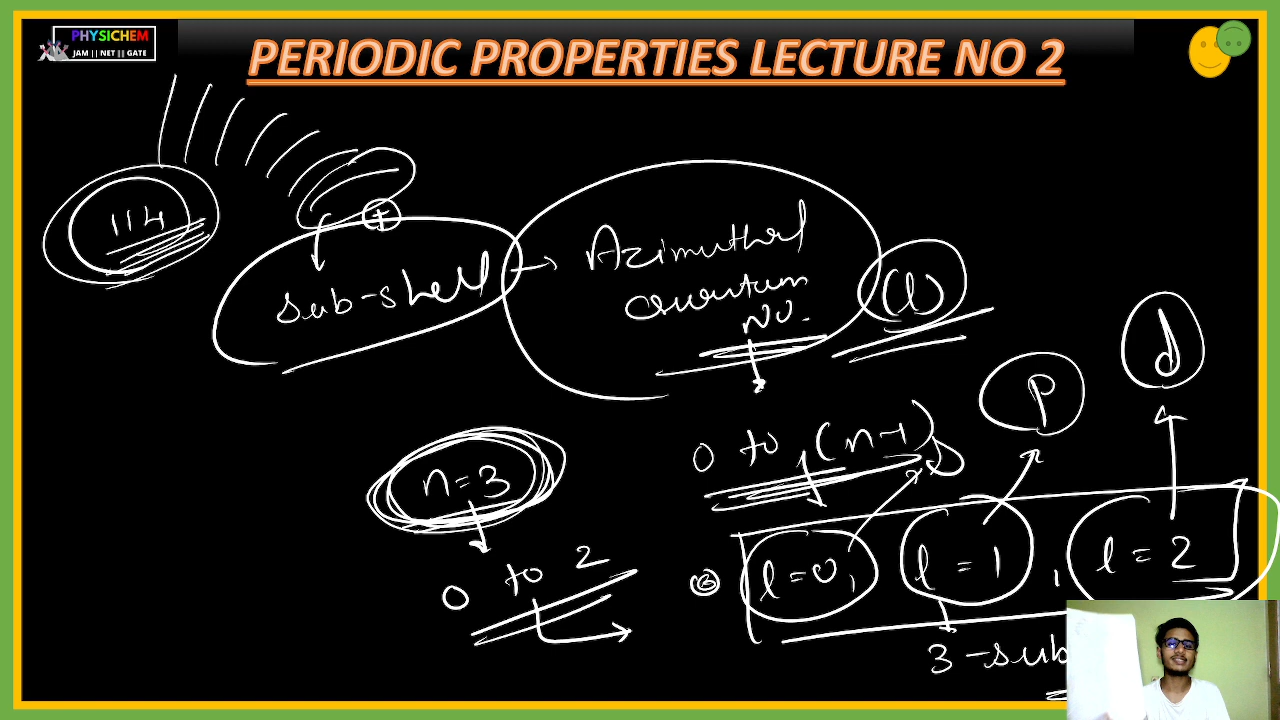 PHYSICHEM
JAM || NET || GATE
PERIODIC PROPERTIES LECTURE NO 2
114
sub-shell → Azimuthal
Quantum
No.
(l)
d
p
0 to (n-1)
s
n=3
0 to 2
l=0, l = 1, l = 2
3-sub